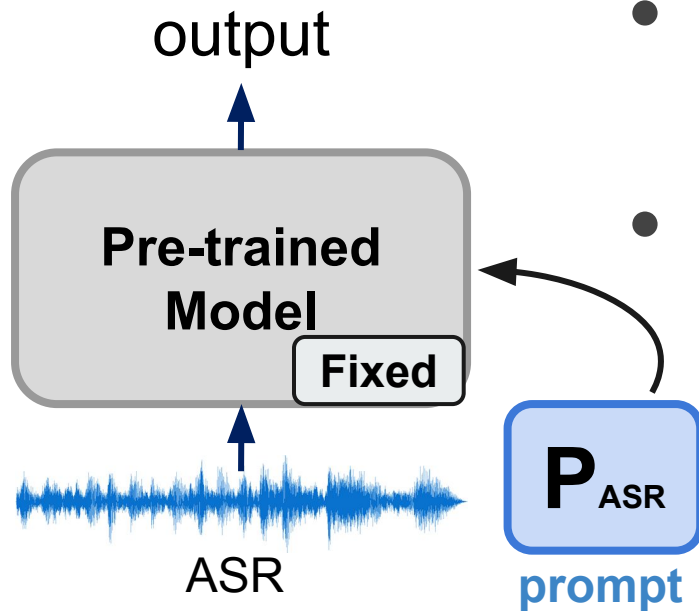 output
Pre-trained
Model
Fixed
P ASR
ASR
prompt